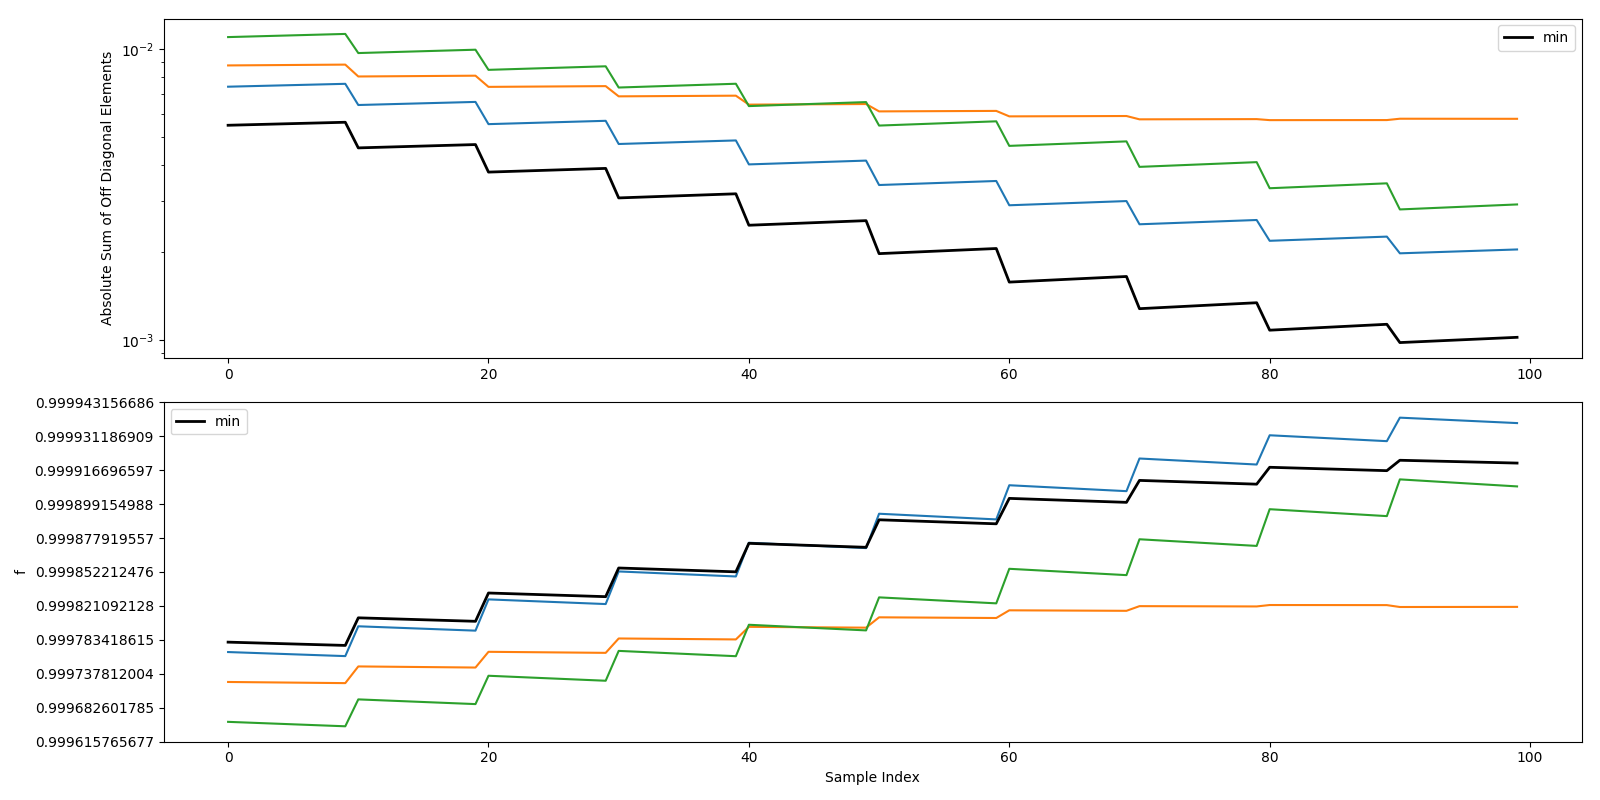 Absolute Sum of Off Diagonal Elements
10⁻²
10⁻³
min
0 20 40 60 80 100
f
0.999943156686
0.999931186909
0.999916696597
0.999899154988
0.999877919557
0.999852212476
0.999821092128
0.999783418615
0.999737812004
0.999682601785
0.999615765677
min
0 20 40 60 80 100
Sample Index